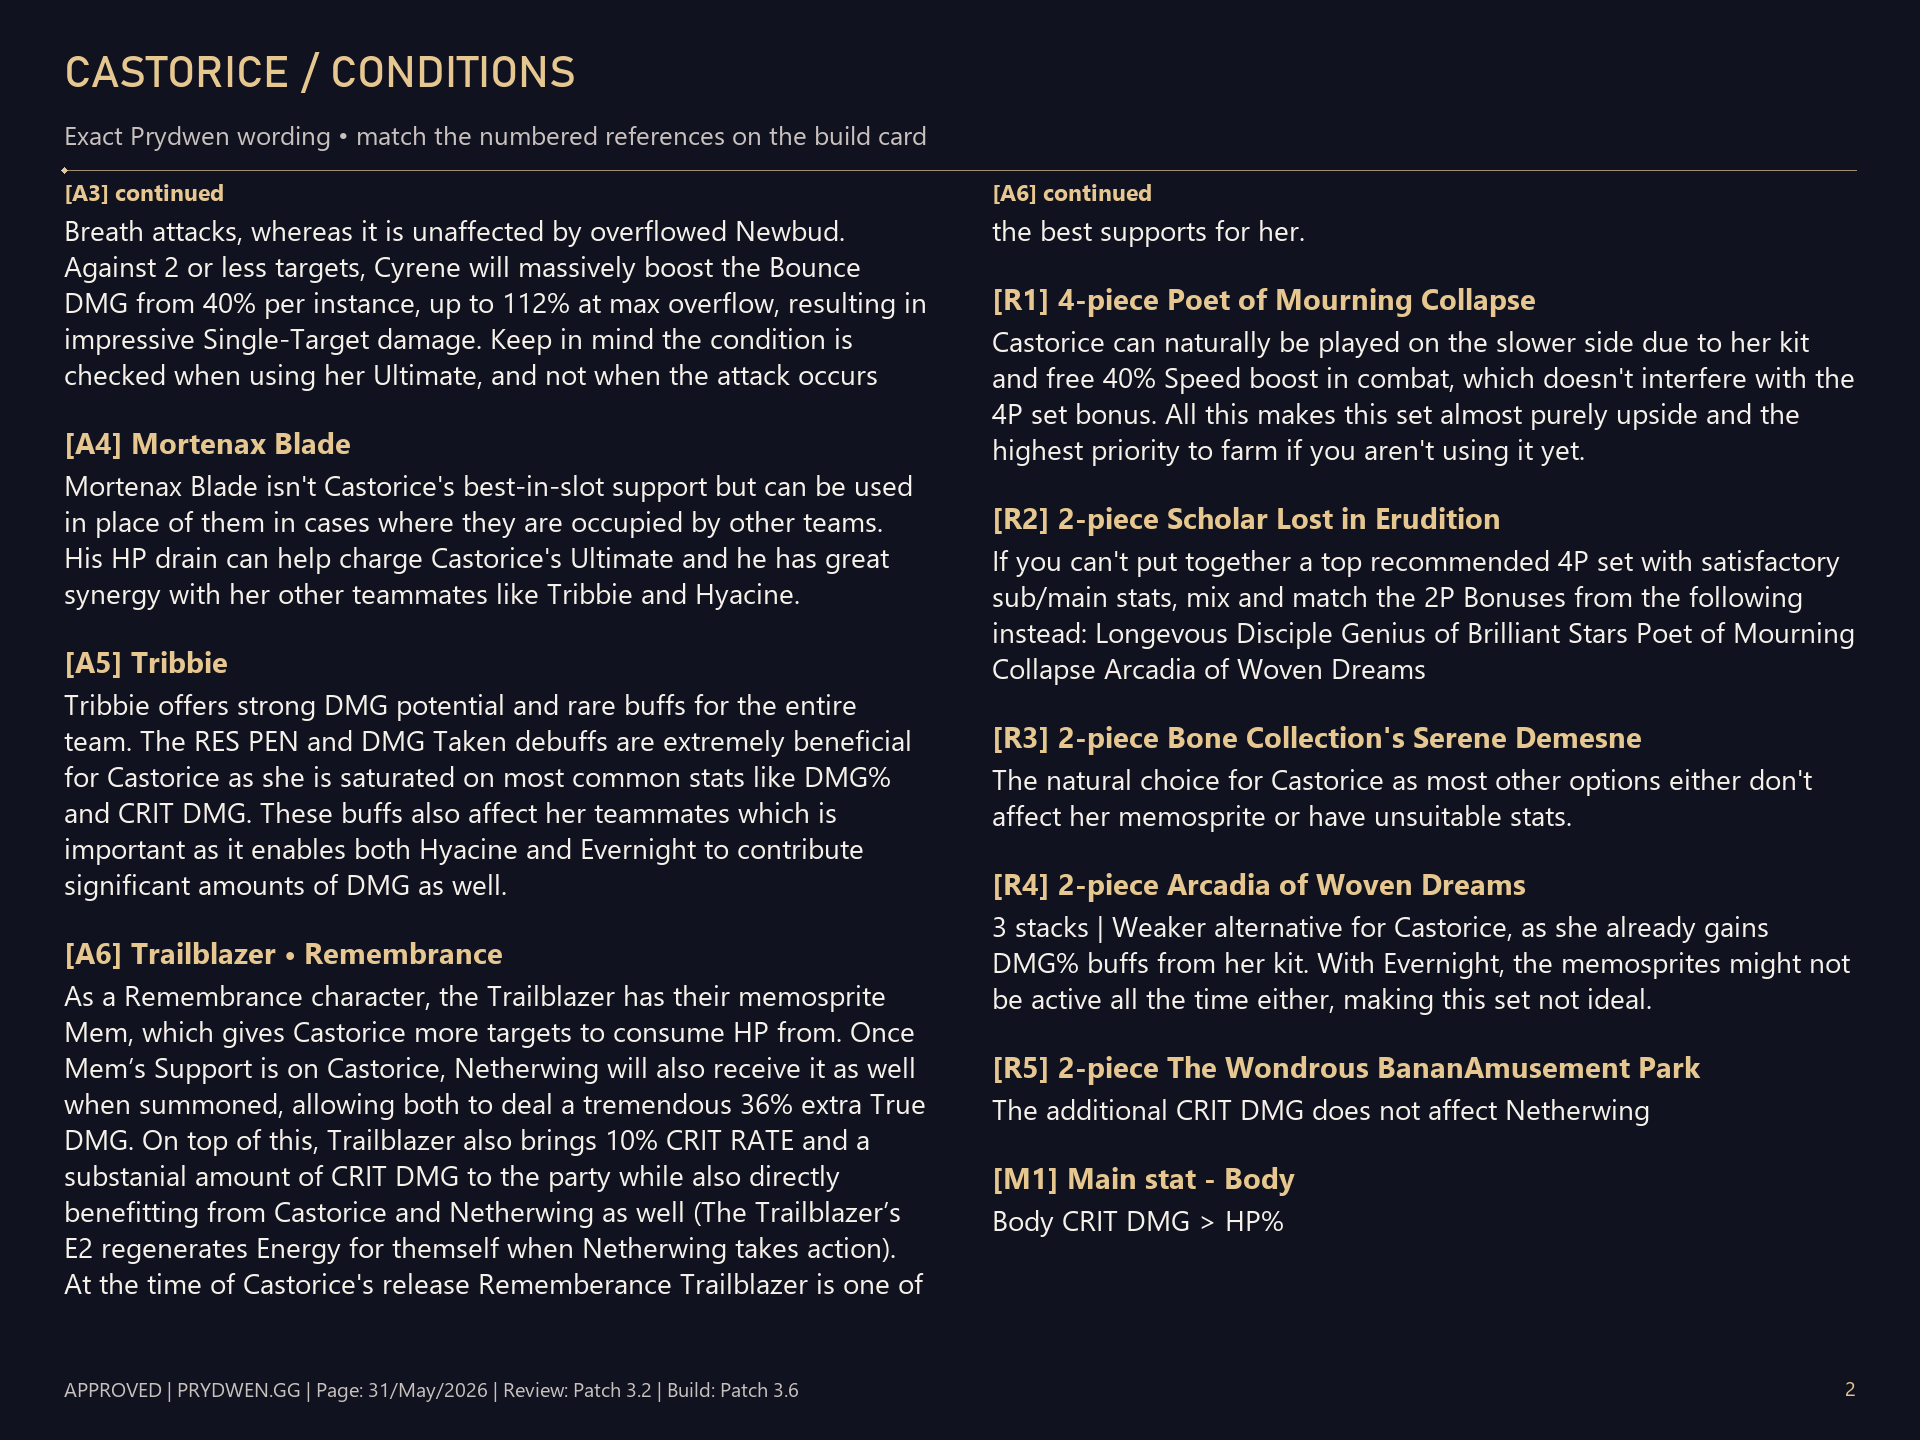 CASTORICE / CONDITIONS
Exact Prydwen wording • match the numbered references on the build card
[A3] continued
Breath attacks, whereas it is unaffected by overflowed Newbud.
Against 2 or less targets, Cyrene will massively boost the Bounce
DMG from 40% per instance, up to 112% at max overflow, resulting in
impressive Single-Target damage. Keep in mind the condition is
checked when using her Ultimate, and not when the attack occurs
[A4] Mortenax Blade
Mortenax Blade isn't Castorice's best-in-slot support but can be used
in place of them in cases where they are occupied by other teams.
His HP drain can help charge Castorice's Ultimate and he has great
synergy with her other teammates like Tribbie and Hyacine.
[A5] Tribbie
Tribbie offers strong DMG potential and rare buffs for the entire
team. The RES PEN and DMG Taken debuffs are extremely beneficial
for Castorice as she is saturated on most common stats like DMG%
and CRIT DMG. These buffs also affect her teammates which is
important as it enables both Hyacine and Evernight to contribute
significant amounts of DMG as well.
[A6] Trailblazer • Remembrance
As a Remembrance character, the Trailblazer has their memosprite
Mem, which gives Castorice more targets to consume HP from. Once
Mem’s Support is on Castorice, Netherwing will also receive it as well
when summoned, allowing both to deal a tremendous 36% extra True
DMG. On top of this, Trailblazer also brings 10% CRIT RATE and a
substanial amount of CRIT DMG to the party while also directly
benefitting from Castorice and Netherwing as well (The Trailblazer’s
E2 regenerates Energy for themself when Netherwing takes action).
At the time of Castorice's release Rememberance Trailblazer is one of
[A6] continued
the best supports for her.
[R1] 4-piece Poet of Mourning Collapse
Castorice can naturally be played on the slower side due to her kit
and free 40% Speed boost in combat, which doesn't interfere with the
4P set bonus. All this makes this set almost purely upside and the
highest priority to farm if you aren't using it yet.
[R2] 2-piece Scholar Lost in Erudition
If you can't put together a top recommended 4P set with satisfactory
sub/main stats, mix and match the 2P Bonuses from the following
instead: Longevous Disciple Genius of Brilliant Stars Poet of Mourning
Collapse Arcadia of Woven Dreams
[R3] 2-piece Bone Collection's Serene Demesne
The natural choice for Castorice as most other options either don't
affect her memosprite or have unsuitable stats.
[R4] 2-piece Arcadia of Woven Dreams
3 stacks | Weaker alternative for Castorice, as she already gains
DMG% buffs from her kit. With Evernight, the memosprites might not
be active all the time either, making this set not ideal.
[R5] 2-piece The Wondrous BananAmusement Park
The additional CRIT DMG does not affect Netherwing
[M1] Main stat - Body
Body CRIT DMG > HP%
APPROVED | PRYDWEN.GG | Page: 31/May/2026 | Review: Patch 3.2 | Build: Patch 3.6
2